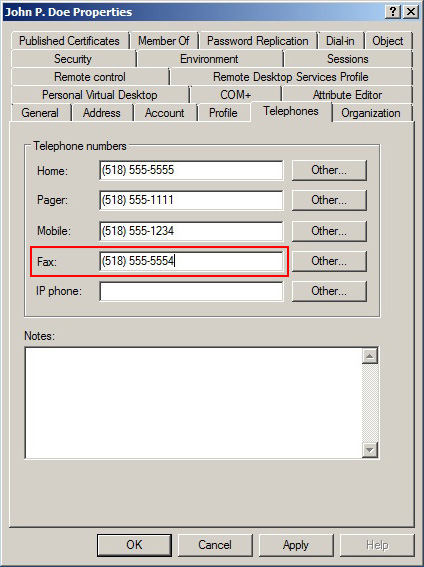 John P. Doe Properties
Published Certificates Member Of Password Replication Dial-in Object
Security Environment Sessions
Remote control Remote Desktop Services Profile
Personal Virtual Desktop COM+ Attribute Editor
General Address Account Profile Telephones Organization
Telephone numbers
Home: (518) 555-5555 Other...
Pager: (518) 555-1111 Other...
Mobile: (518) 555-1234 Other...
Fax: (518) 555-5554 Other...
IP phone: Other...
Notes:
OK Cancel Apply Help